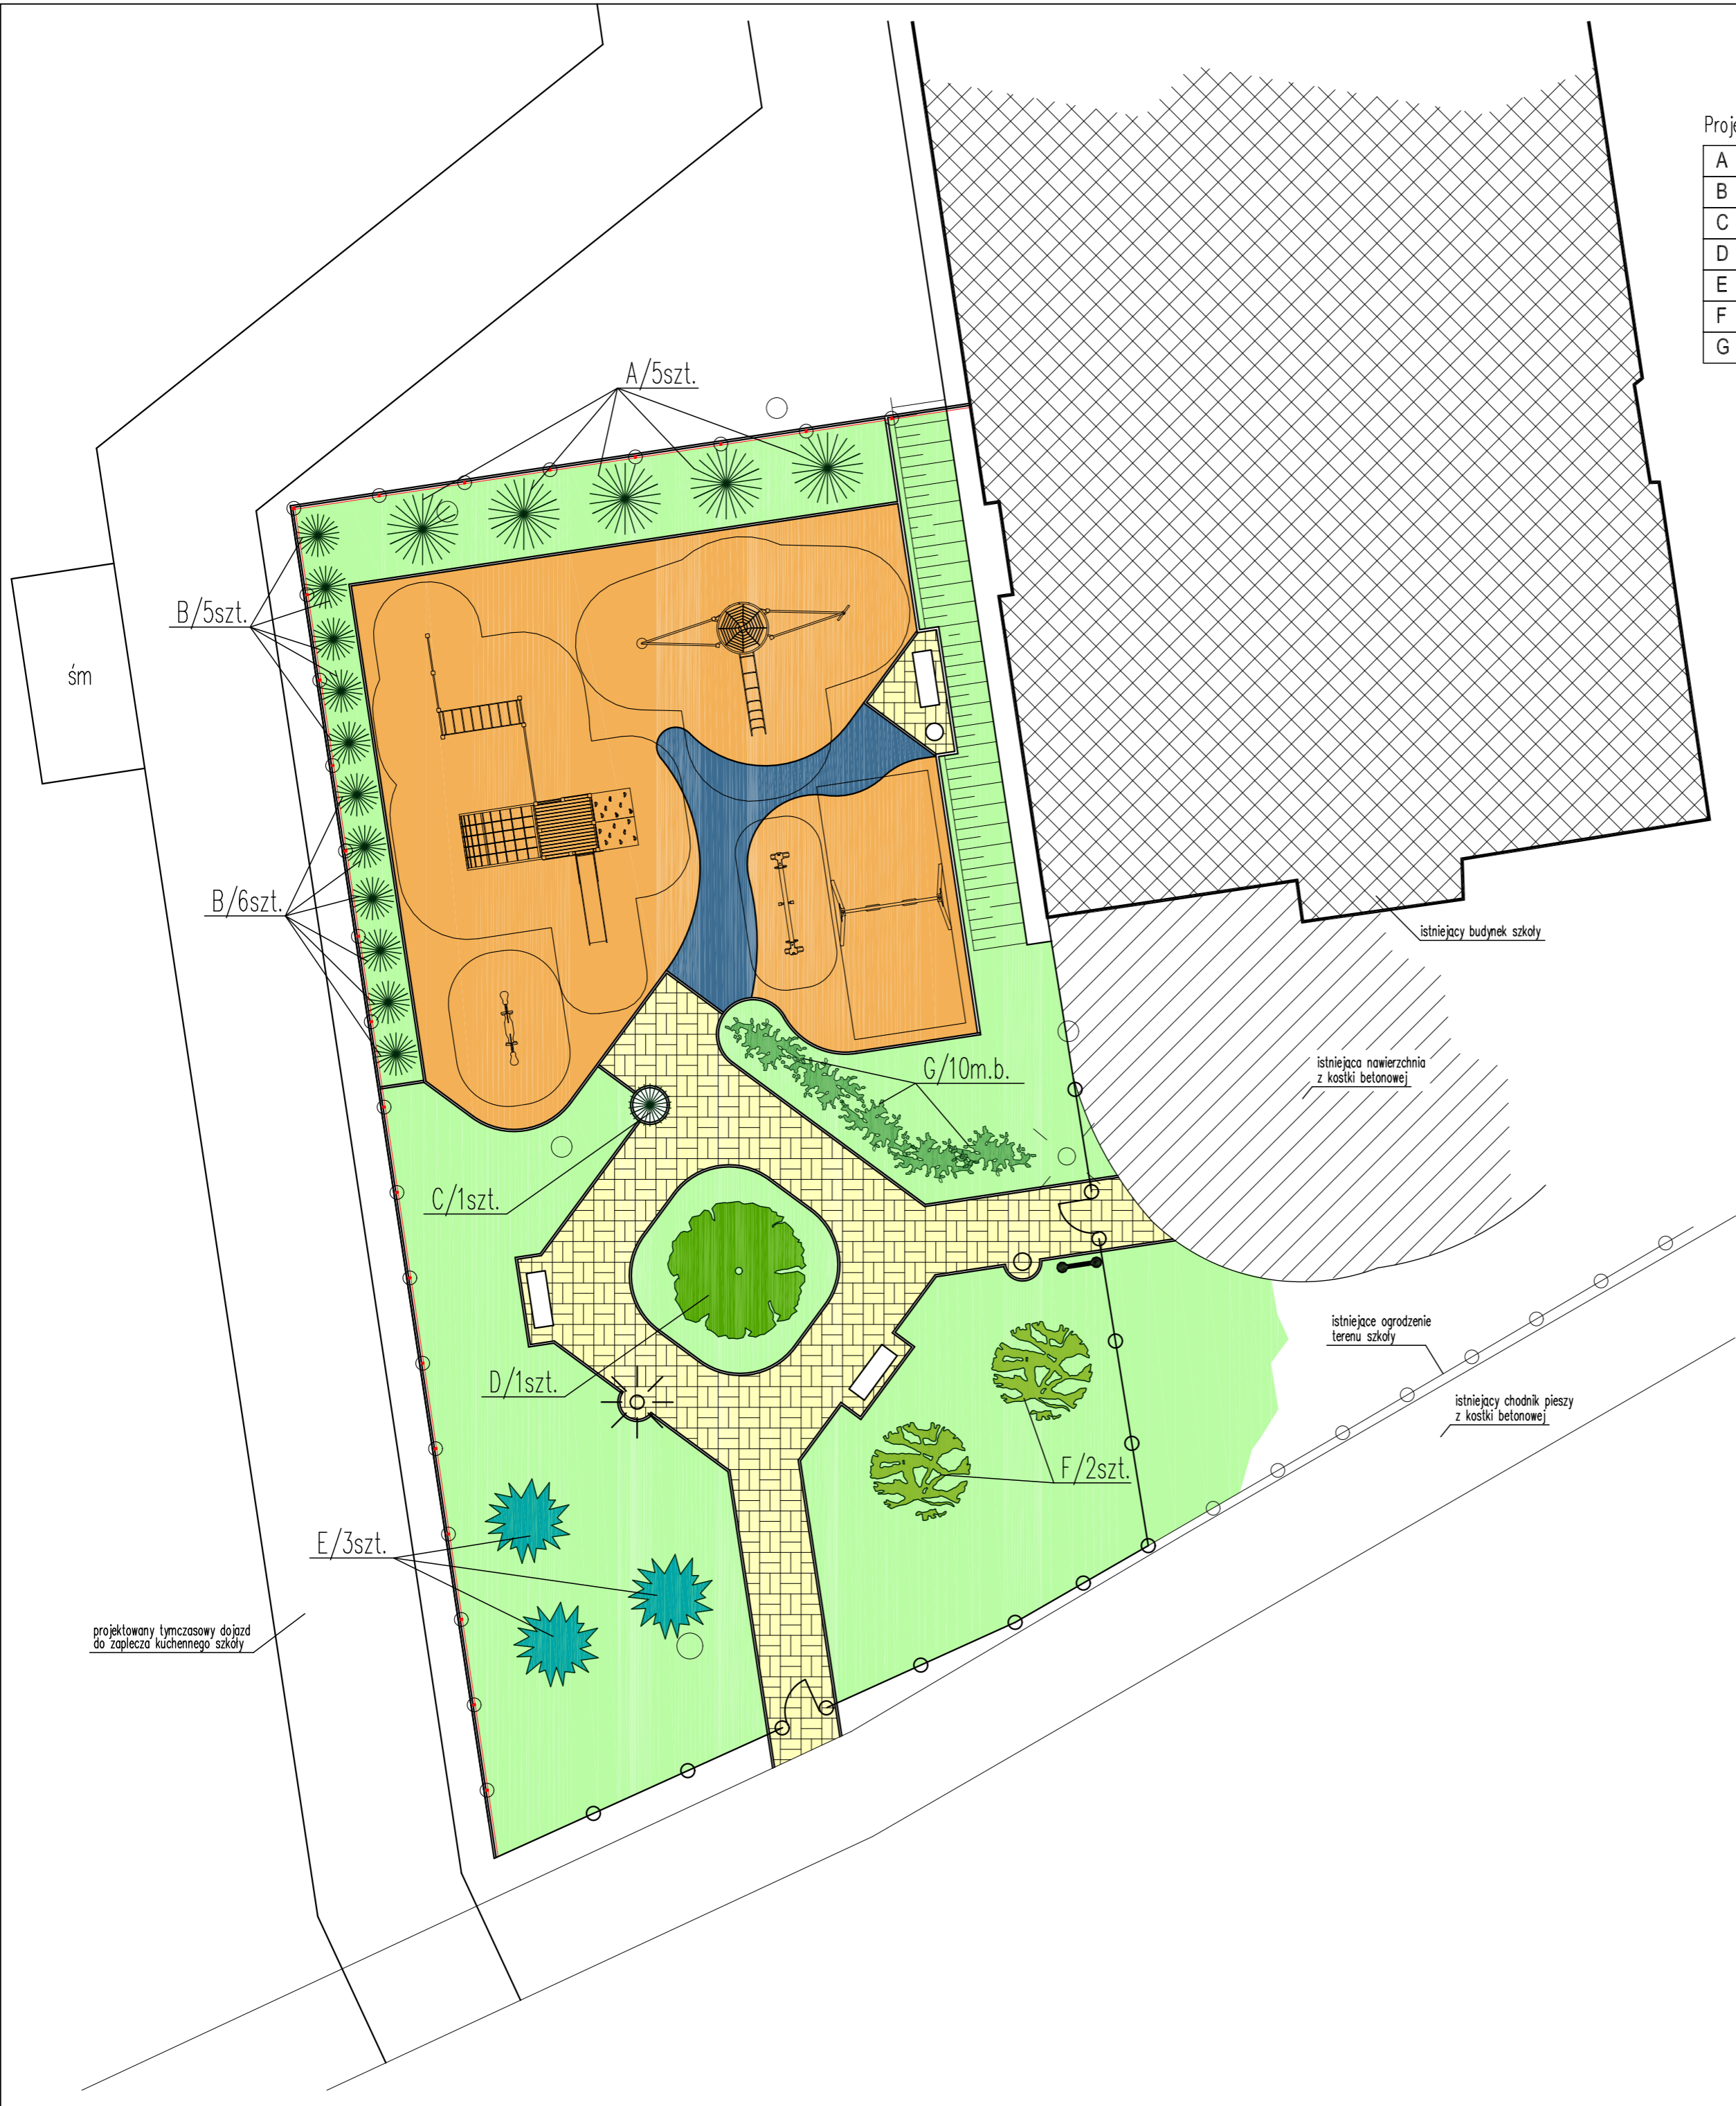 Proj
A
B
C
D
E
F
G
A/5szt.
B/5szt.
śm
B/6szt.
istniejący budynek szkoły
istniejąca nawierzchnia
z kostki betonowej
G/10m.b.
C/1szt.
istniejące ogrodzenie
terenu szkoły
D/1szt.
istniejący chodnik pieszy
z kostki betonowej
F/2szt.
E/3szt.
projektowany tymczasowy dojazd
do zaplecza kuchennego szkoły